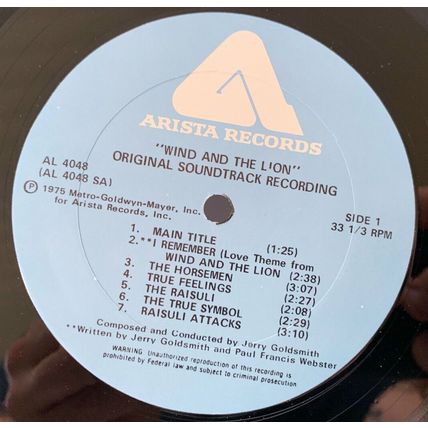 ARISTA RECORDS
"WIND AND THE LION"
ORIGINAL SOUNDTRACK RECORDING
AL 4048
(AL 4048 SA)
Ⓟ 1975 Metro-Goldwyn-Mayer, Inc.
for Arista Records, Inc.
SIDE 1
33 1/3 RPM
1. MAIN TITLE (1:25)
2. **I REMEMBER (Love Theme from
WIND AND THE LION (2:38)
3. THE HORSEMEN (3:07)
4. TRUE FEELINGS (2:27)
5. THE RAISULI (2:08)
6. THE TRUE SYMBOL (2:29)
7. RAISULI ATTACKS (3:10)
Composed and Conducted by Jerry Goldsmith
**Written by Jerry Goldsmith and Paul Francis Webster
WARNING: Unauthorized reproduction of this recording is
prohibited by Federal law and subject to criminal prosecution